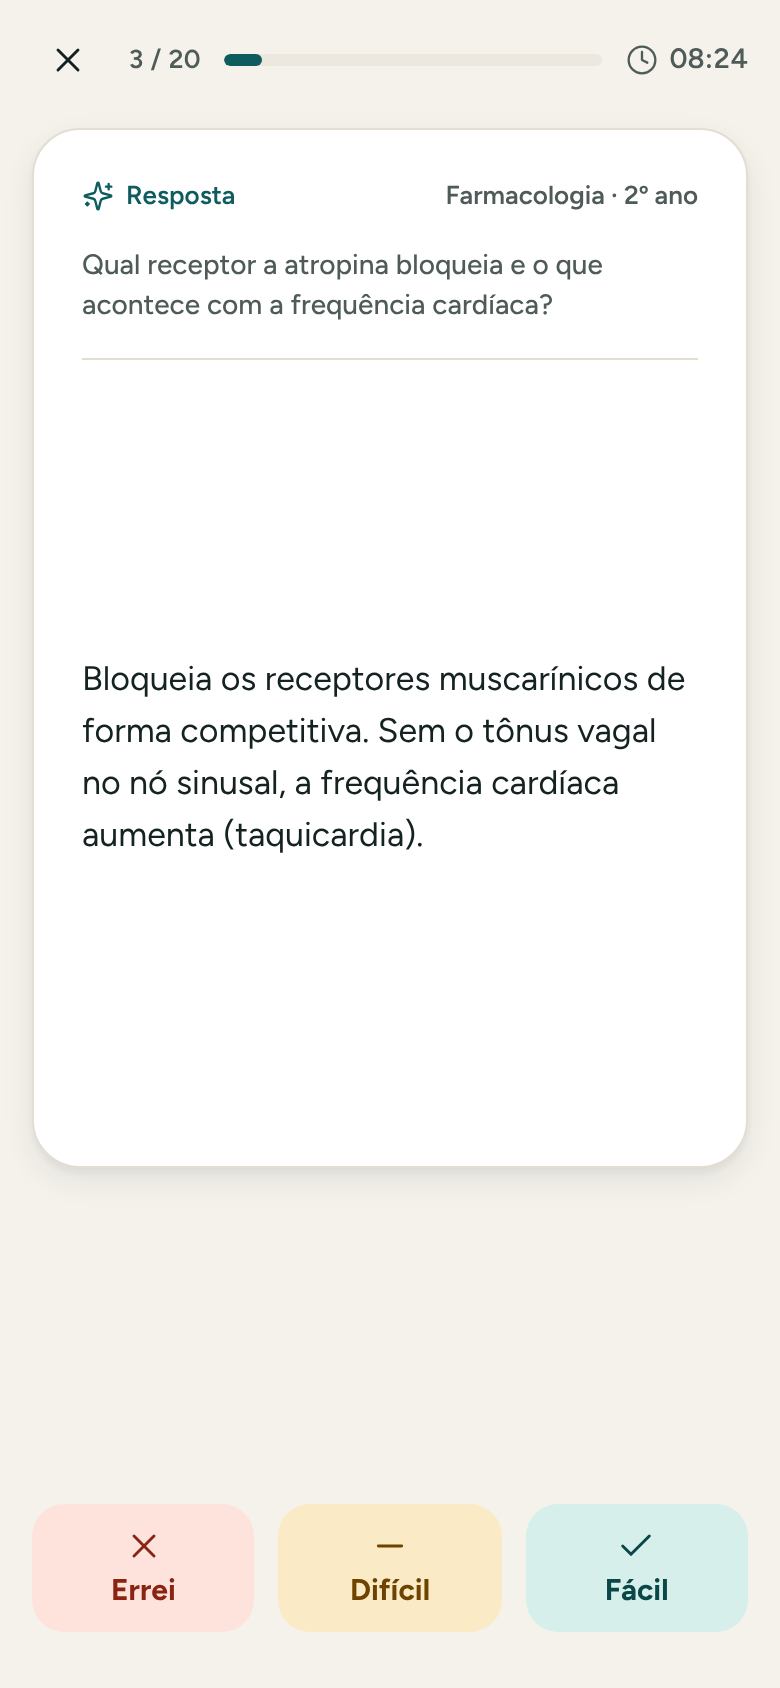 3 / 20
08:24
Resposta
Farmacologia · 2º ano
Qual receptor a atropina bloqueia e o que
acontece com a frequência cardíaca?
Bloqueia os receptores muscarínicos de
forma competitiva. Sem o tônus vagal
no nó sinusal, a frequência cardíaca
aumenta (taquicardia).
Errei
Difícil
Fácil